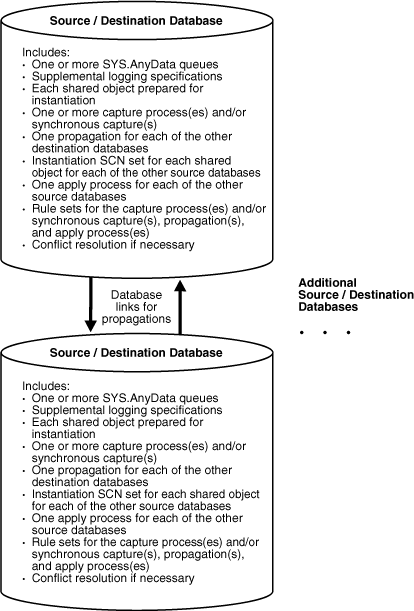 Source / Destination Database
Includes:
· One or more SYS.AnyData queues
· Supplemental logging specifications
· Each shared object prepared for
instantiation
· One or more capture process(es) and/or
synchronous capture(s)
· One propagation for each of the other
destination databases
· Instantiation SCN set for each shared
object for each of the other source databases
· One apply process for each of the other
source databases
· Rule sets for the capture process(es) and/or
synchronous capture(s), propagation(s),
and apply process(es)
· Conflict resolution if necessary
Database
links for
propagations
Additional
Source / Destination
Databases
. . .
Source / Destination Database
Includes:
· One or more SYS.AnyData queues
· Supplemental logging specifications
· Each shared object prepared for
instantiation
· One or more capture process(es) and/or
synchronous capture(s)
· One propagation for each of the other
destination databases
· Instantiation SCN set for each shared object
for each of the other source databases
· One apply process for each of the other
source databases
· Rule sets for the capture process(es) and/or
synchronous capture(s), propagation(s),
and apply process(es)
· Conflict resolution if necessary